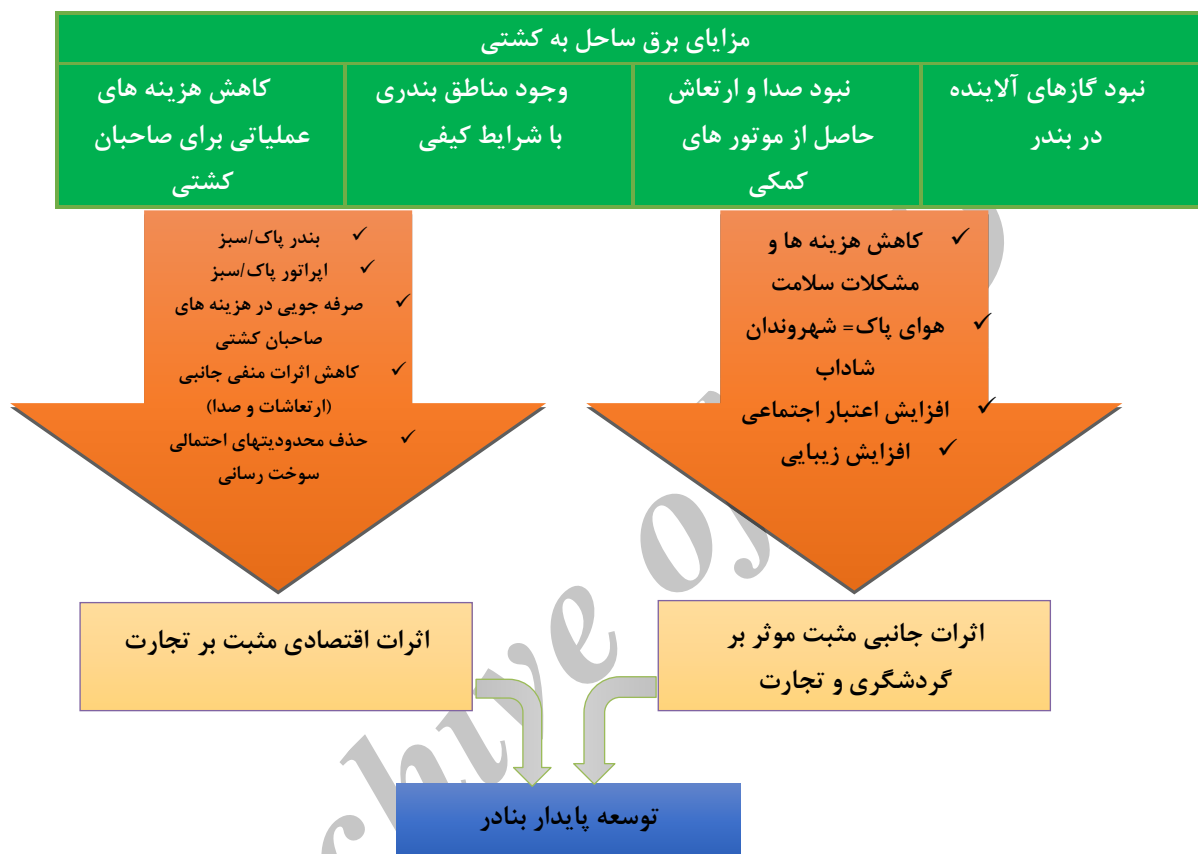 مزایای برق ساحل به کشتی
نبود گازهای آلاینده
در بندر
نبود صدا و ارتعاش
حاصل از موتور های
کمکی
وجود مناطق بندری
با شرایط کیفی
کاهش هزینه های
عملیاتی برای صاحبان
کشتی
✓ کاهش هزینه ها و
مشکلات سلامت
✓ هوای پاک= شهروندان
شاداب
✓ افزایش اعتبار اجتماعی
✓ افزایش زیبایی
✓ بندر پاک/سبز
✓ اپراتور پاک/سبز
✓ صرفه جویی در هزینه های
صاحبان کشتی
✓ کاهش اثرات منفی جانبی
(ارتعاشات و صدا)
✓ حذف محدودیتهای احتمالی
سوخت رسانی
اثرات جانبی مثبت موثر بر
گردشگری و تجارت
اثرات اقتصادی مثبت بر تجارت
توسعه پایدار بنادر